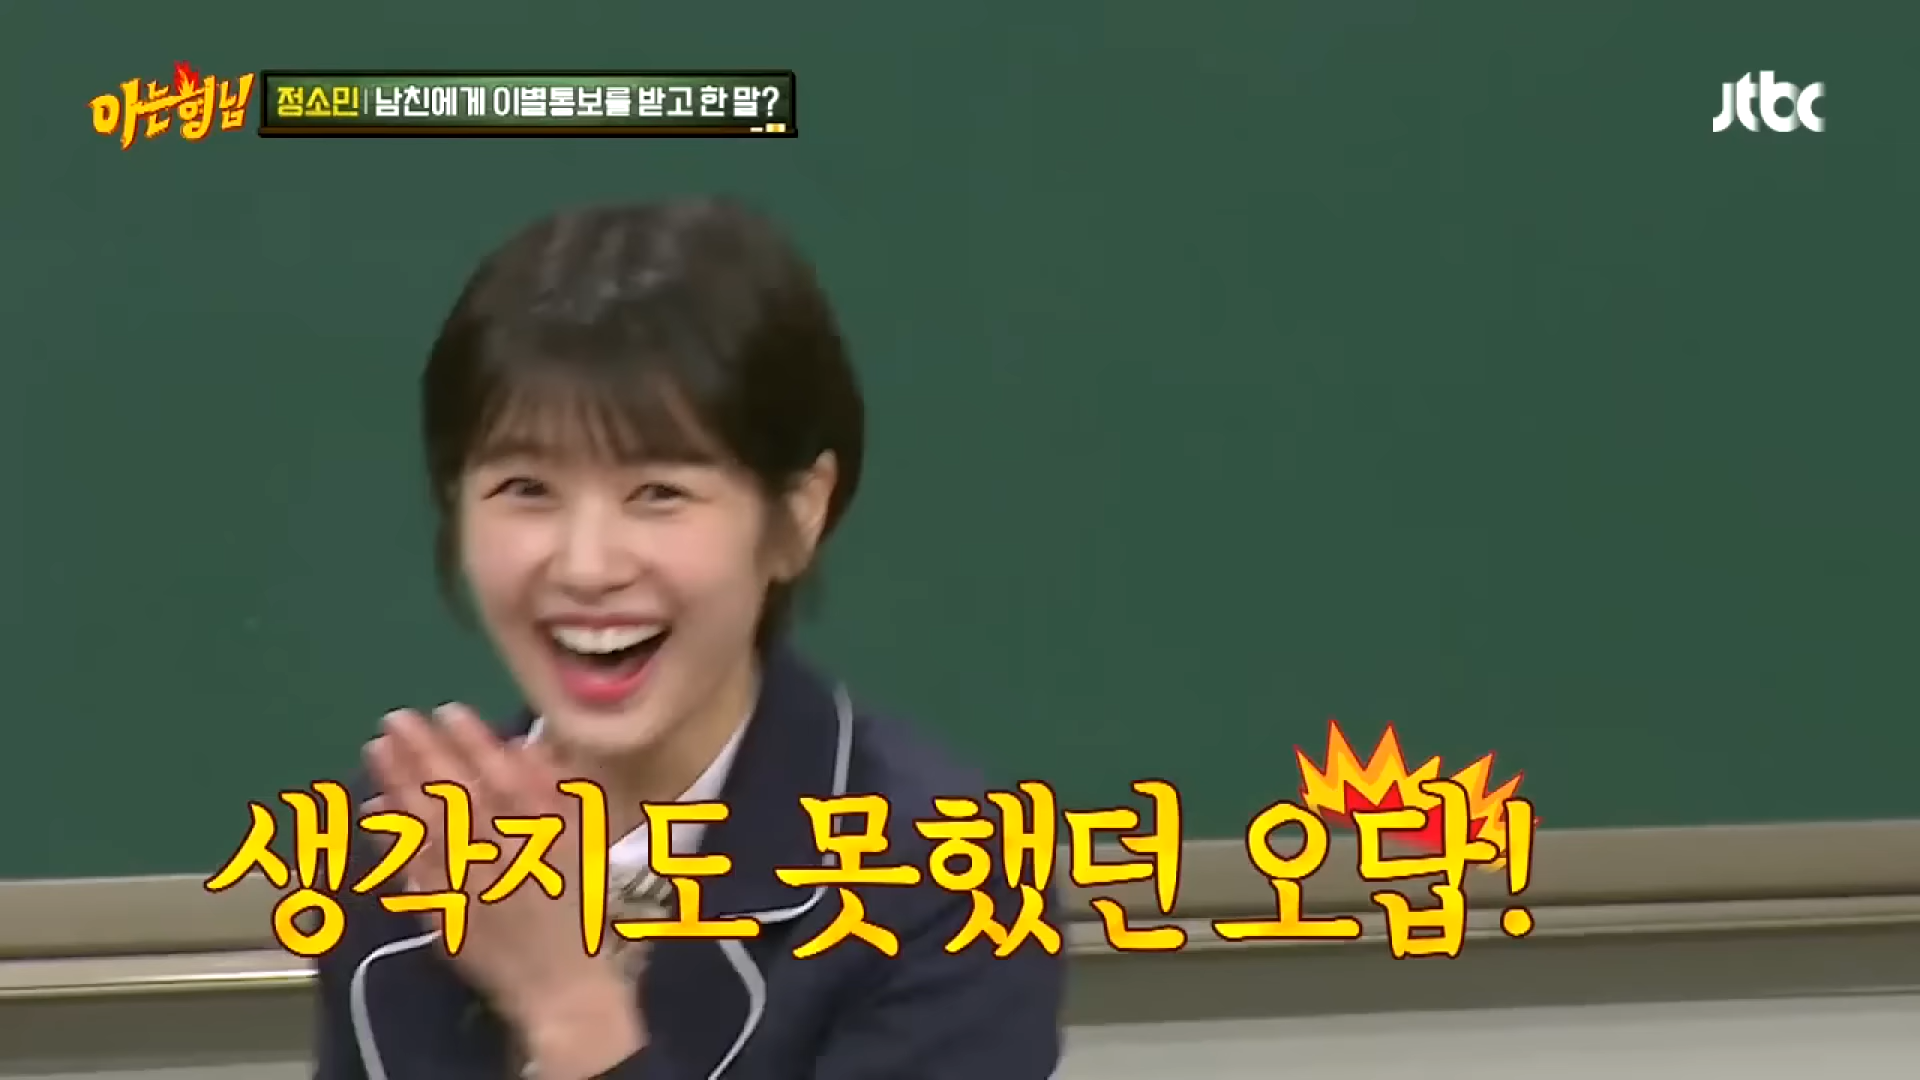 아는형님
정소민 | 남친에게 이별통보를 받고 한 말?
jtbc
생각지도 못했던 오답!